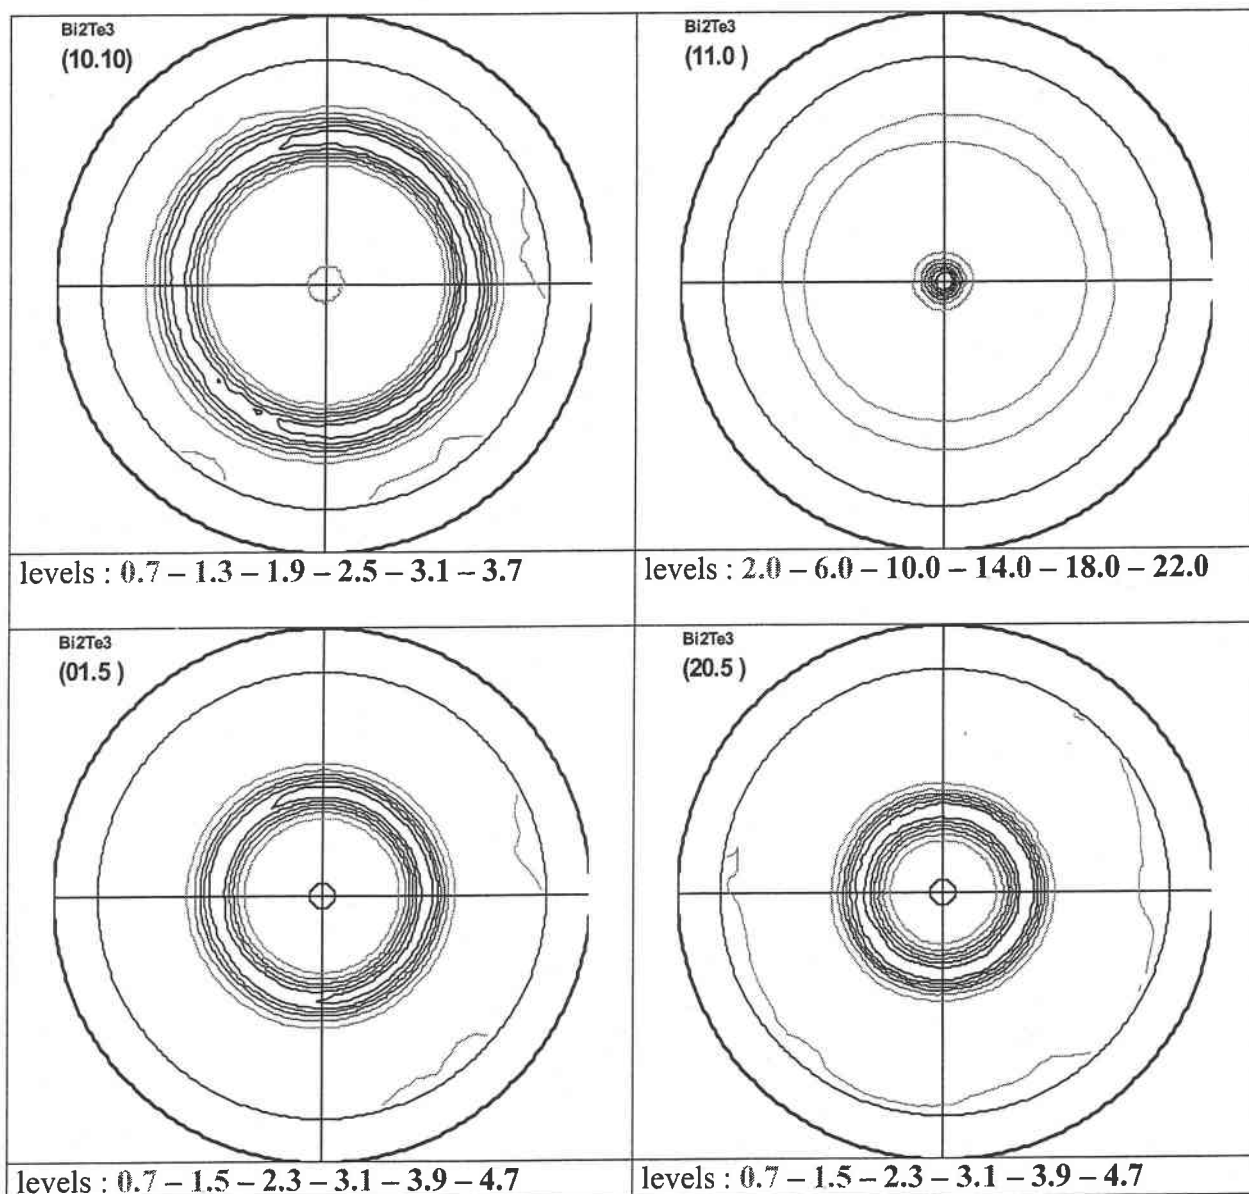 Bi2Te3
(10.10)
Bi2Te3
(11.0 )
levels : 0.7 – 1.3 – 1.9 – 2.5 – 3.1 – 3.7
levels : 2.0 – 6.0 – 10.0 – 14.0 – 18.0 – 22.0
Bi2Te3
(01.5 )
Bi2Te3
(20.5 )
levels : 0.7 – 1.5 – 2.3 – 3.1 – 3.9 – 4.7
levels : 0.7 – 1.5 – 2.3 – 3.1 – 3.9 – 4.7